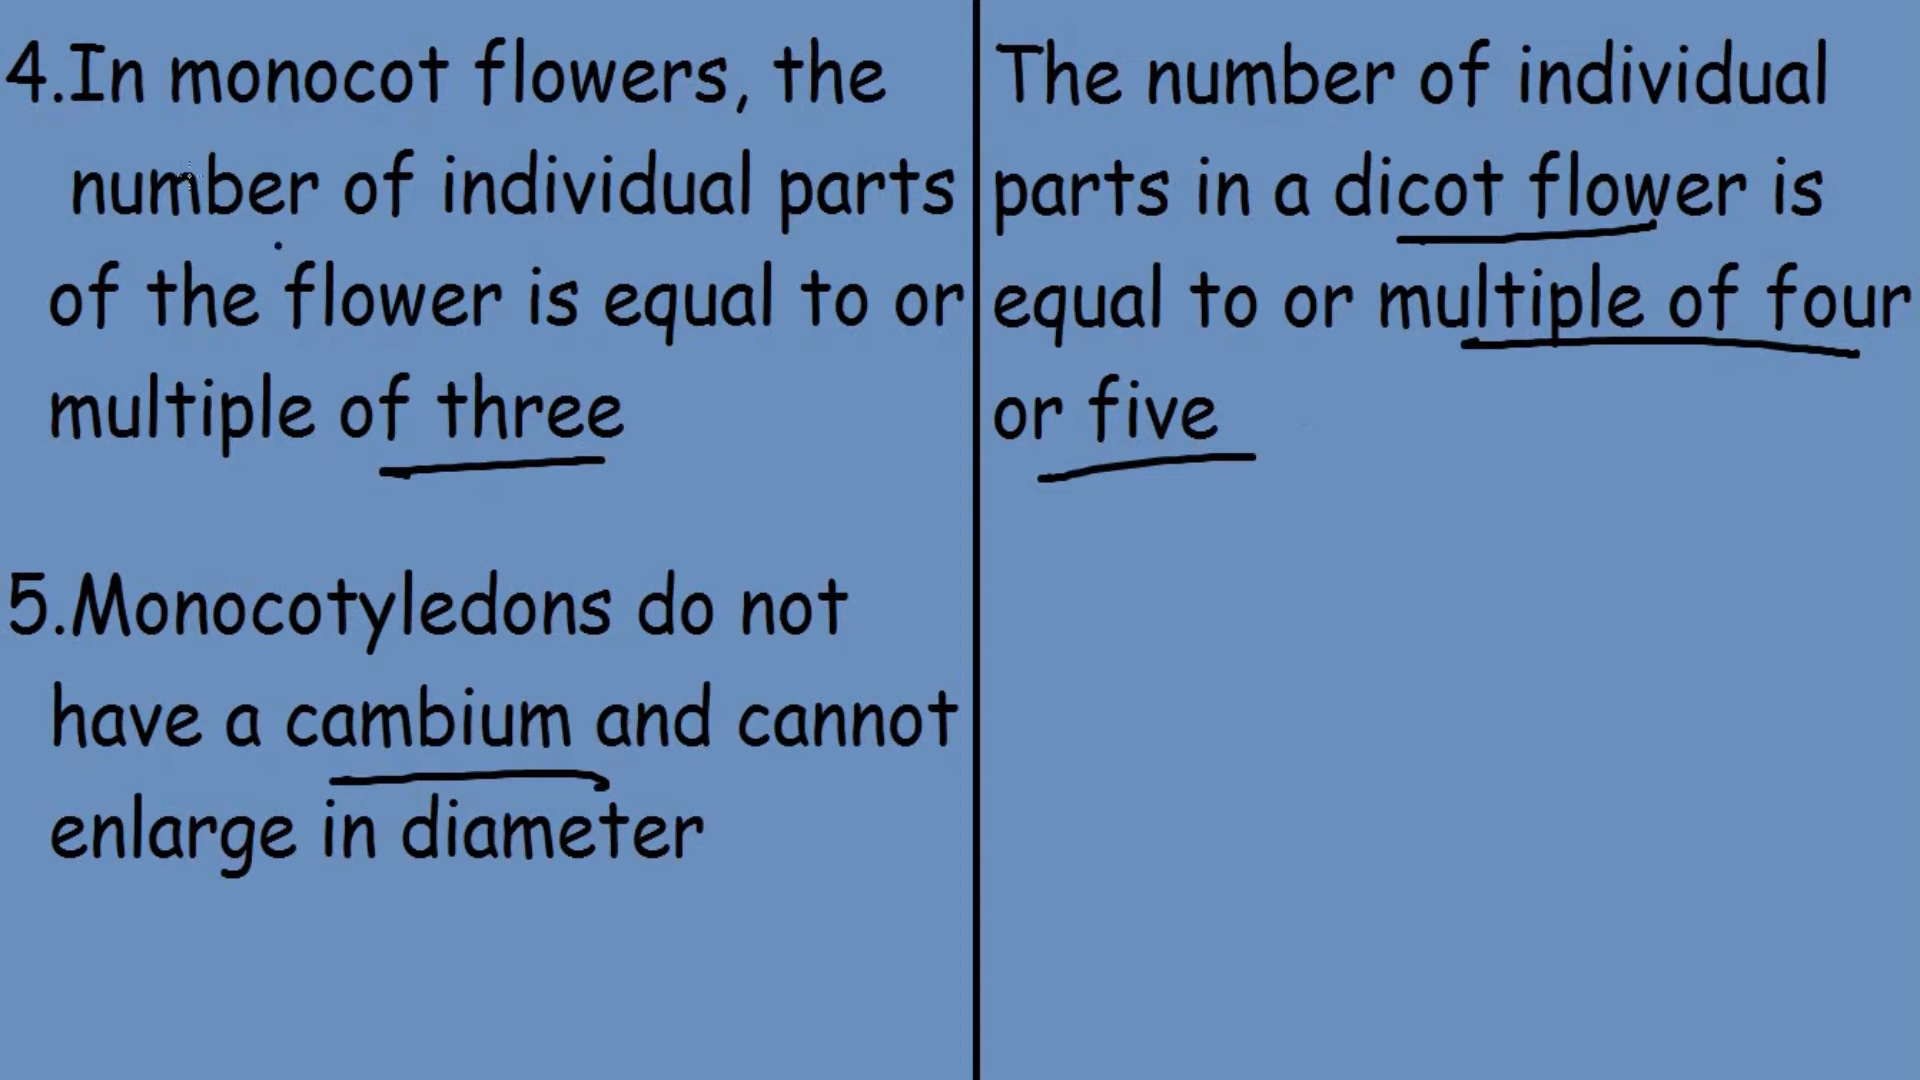 4.In monocot flowers, the
number of individual parts
of the flower is equal to or
multiple of three
5.Monocotyledons do not
have a cambium and cannot
enlarge in diameter
The number of individual
parts in a dicot flower is
equal to or multiple of four
or five